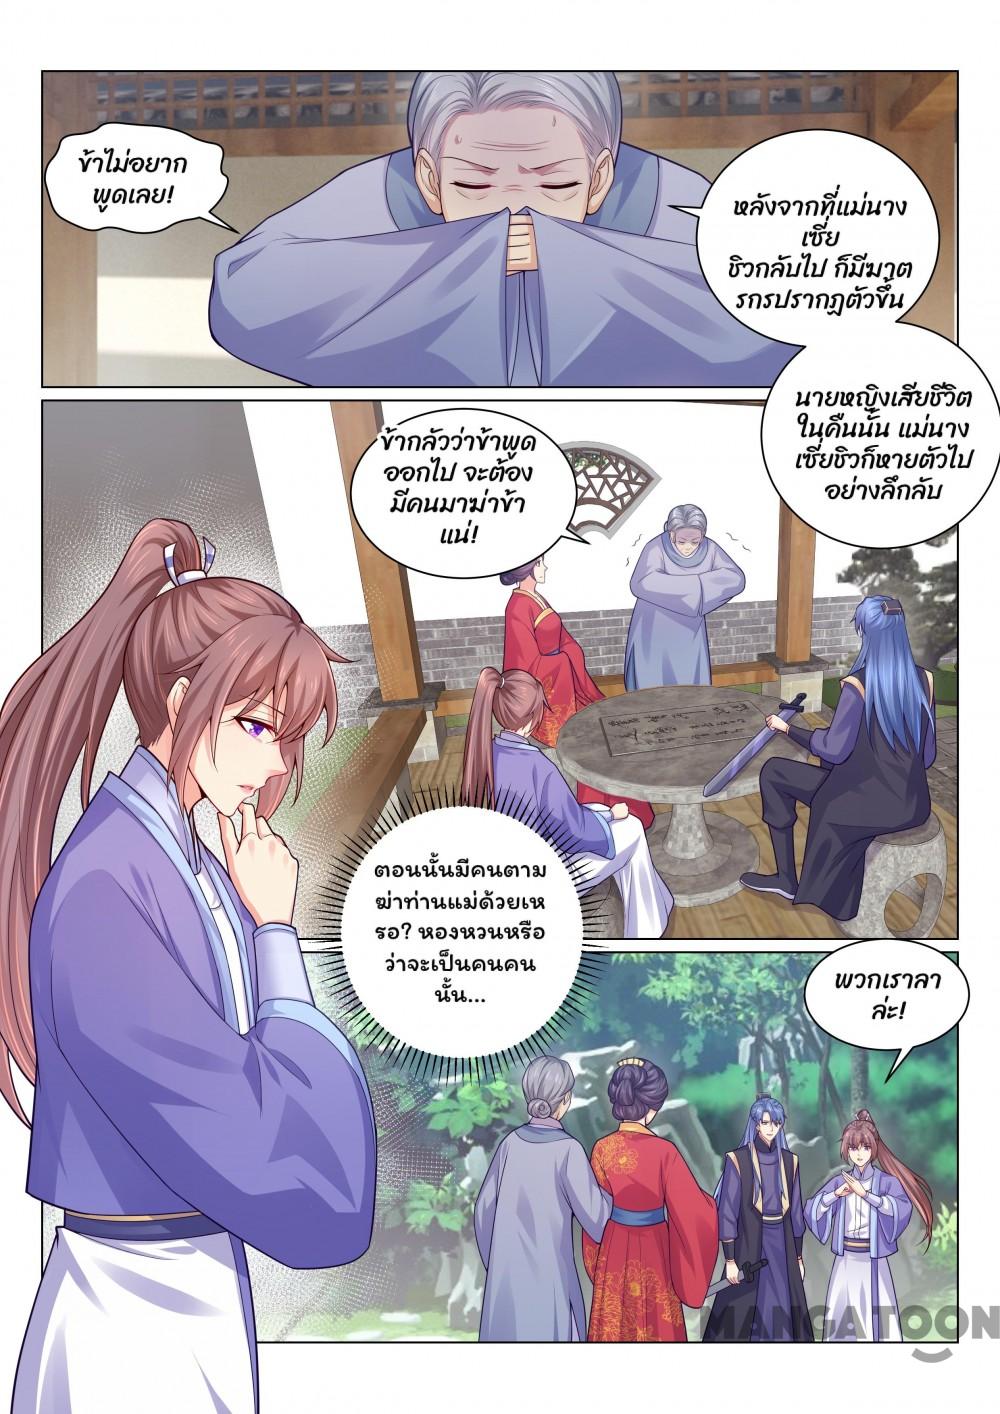 ข้าไม่อยาก
พูดเลย!
หลังจากที่แม่นาง
เซี่ย
ชิวกลับไป ก็มีฆาต
รกรปรากฏตัวขึ้น
นายหญิงเสียชีวิต
ในคืนนั้น แม่นาง
เซี่ยชิวก็หายตัวไป
อย่างลึกลับ
ข้ากลัวว่าข้าพูด
ออกไป จะต้อง
มีคนมาฆ่าข้า
แน่!
ตอนนั้นมีคนตาม
ฆ่าท่านแม่ด้วยเห
รอ? หองหวนหรือ
ว่าจะเป็นคนคน
นั้น...
พวกเราลา
ล่ะ!
MANGATOON